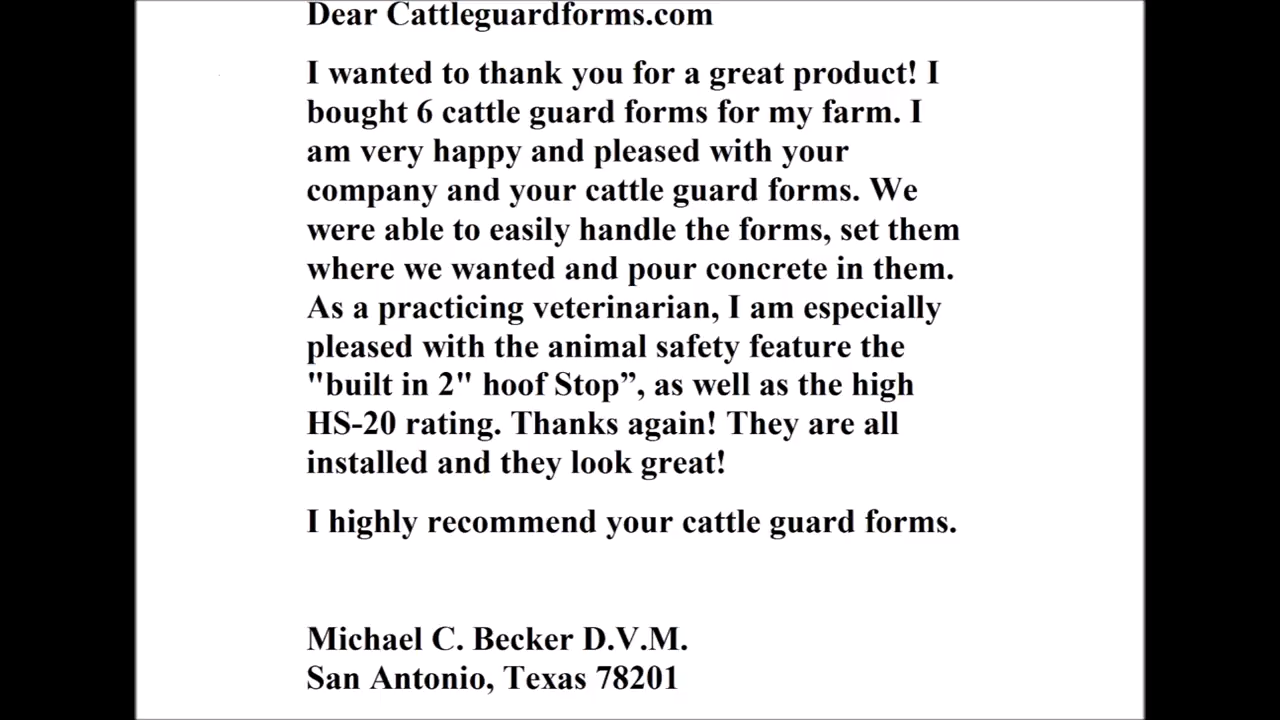 Dear Cattleguardforms.com
I wanted to thank you for a great product! I
bought 6 cattle guard forms for my farm. I
am very happy and pleased with your
company and your cattle guard forms. We
were able to easily handle the forms, set them
where we wanted and pour concrete in them.
As a practicing veterinarian, I am especially
pleased with the animal safety feature the
"built in 2" hoof Stop”, as well as the high
HS-20 rating. Thanks again! They are all
installed and they look great!
I highly recommend your cattle guard forms.
Michael C. Becker D.V.M.
San Antonio, Texas 78201